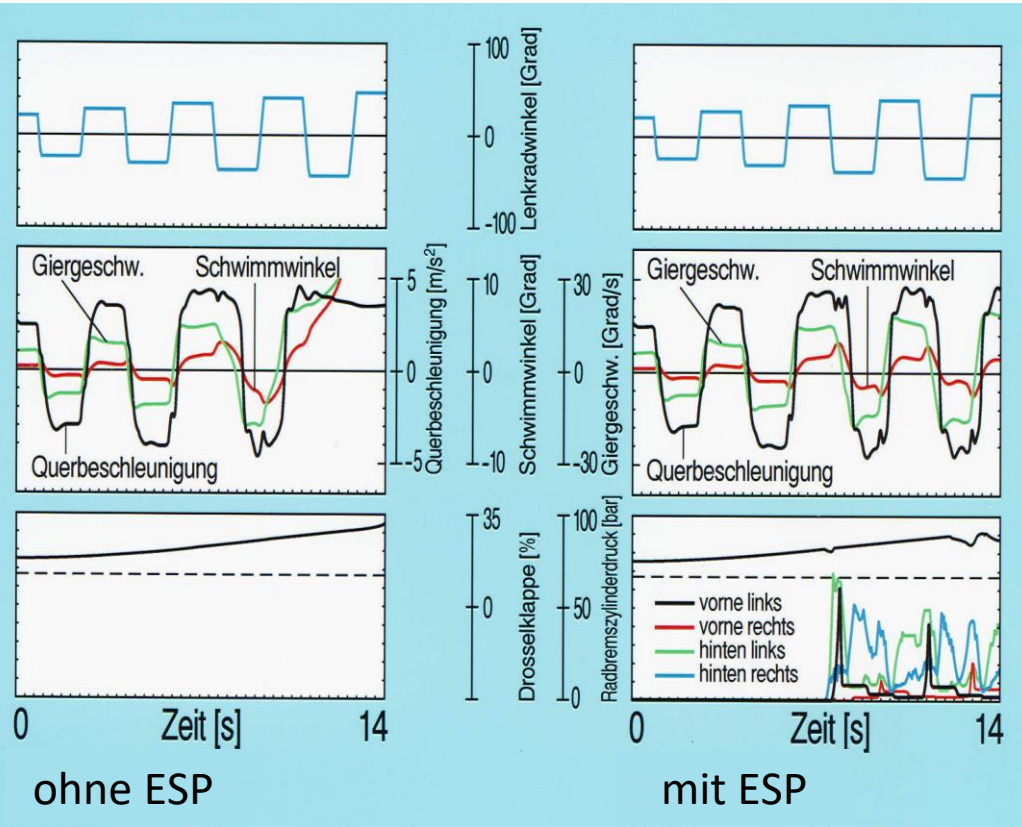 100
0
-100
Lenkradwinkel [Grad]
Giergeschw.
Schwimmwinkel
Querbeschleunigung
5
0
-5
Querbeschleunigung [m/s²]
10
0
-10
Schwimmwinkel [Grad]
30
0
-30
Giergeschw. [Grad/s]
Giergeschw.
Schwimmwinkel
Querbeschleunigung
35
0
Drosselklappe [%]
100
50
0
Radbremszylinderdruck [bar]
vorne links
vorne rechts
hinten links
hinten rechts
0
Zeit [s]
14
0
Zeit [s]
14
ohne ESP
mit ESP